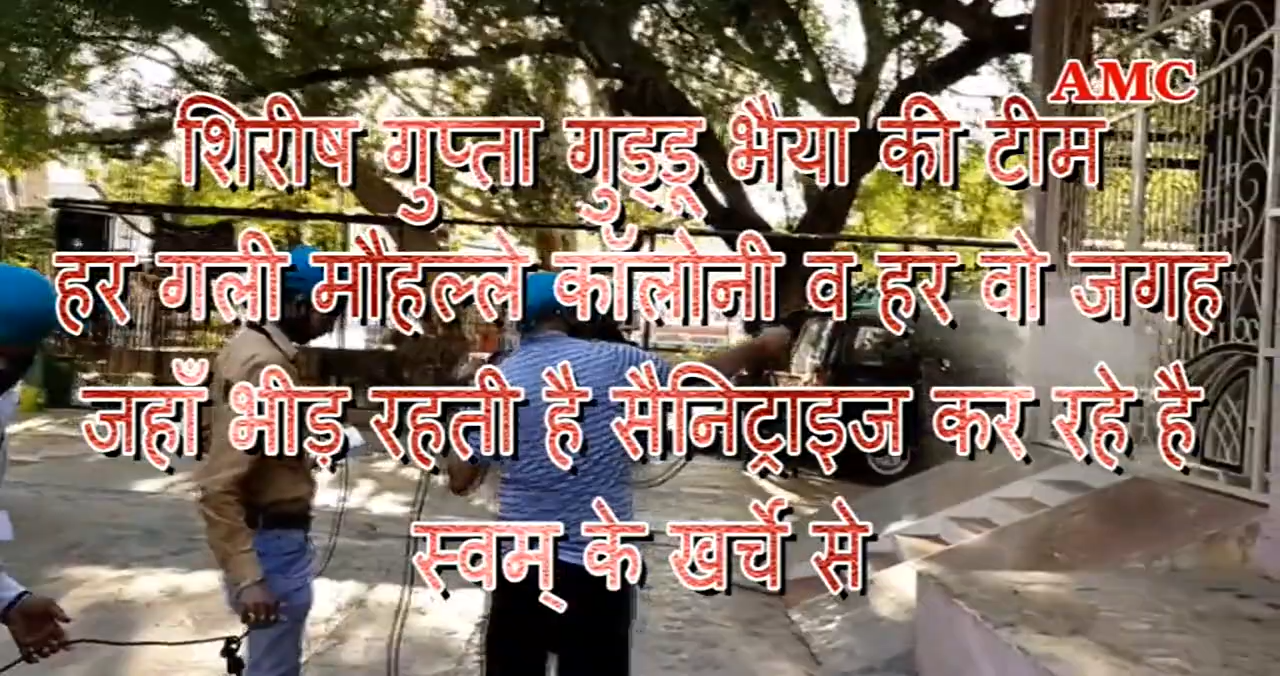 AMC
शिरीष गुप्ता गुड्डू भैया की टीम
हर गली मौहल्ले कॉलोनी व हर वो जगह
जहाँ भीड़ रहती है सैनिट्राइज कर रहे है
स्वम् के खर्चे से